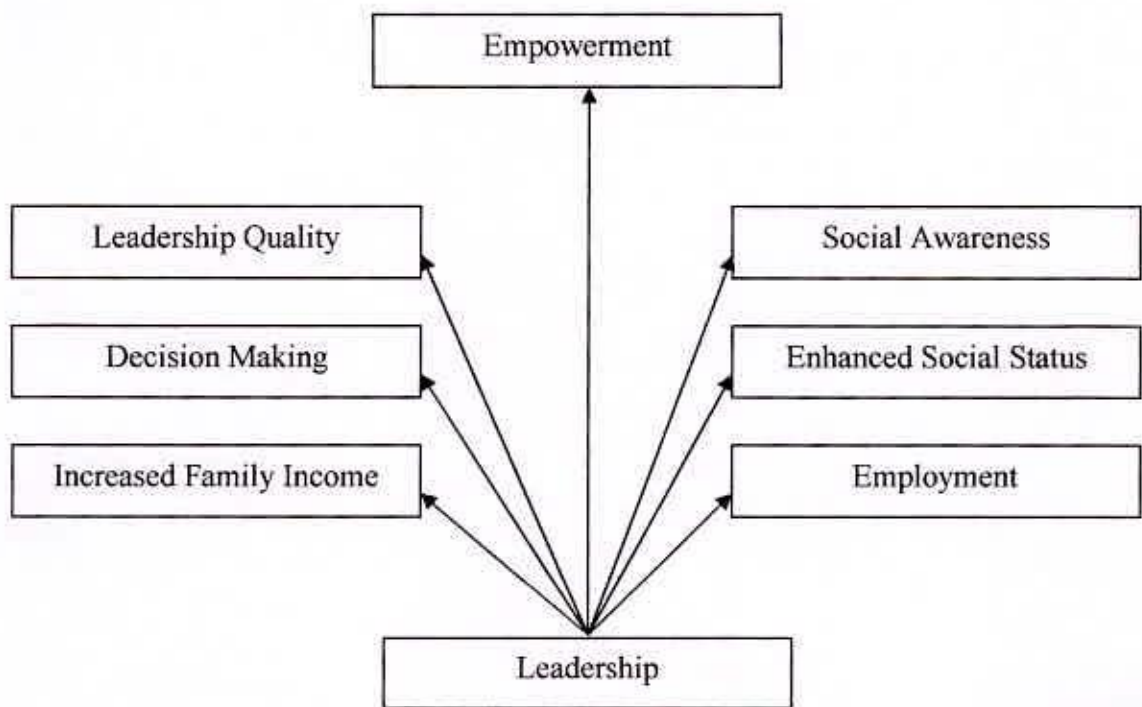 Empowerment
Leadership Quality
Social Awareness
Decision Making
Enhanced Social Status
Increased Family Income
Employment
Leadership